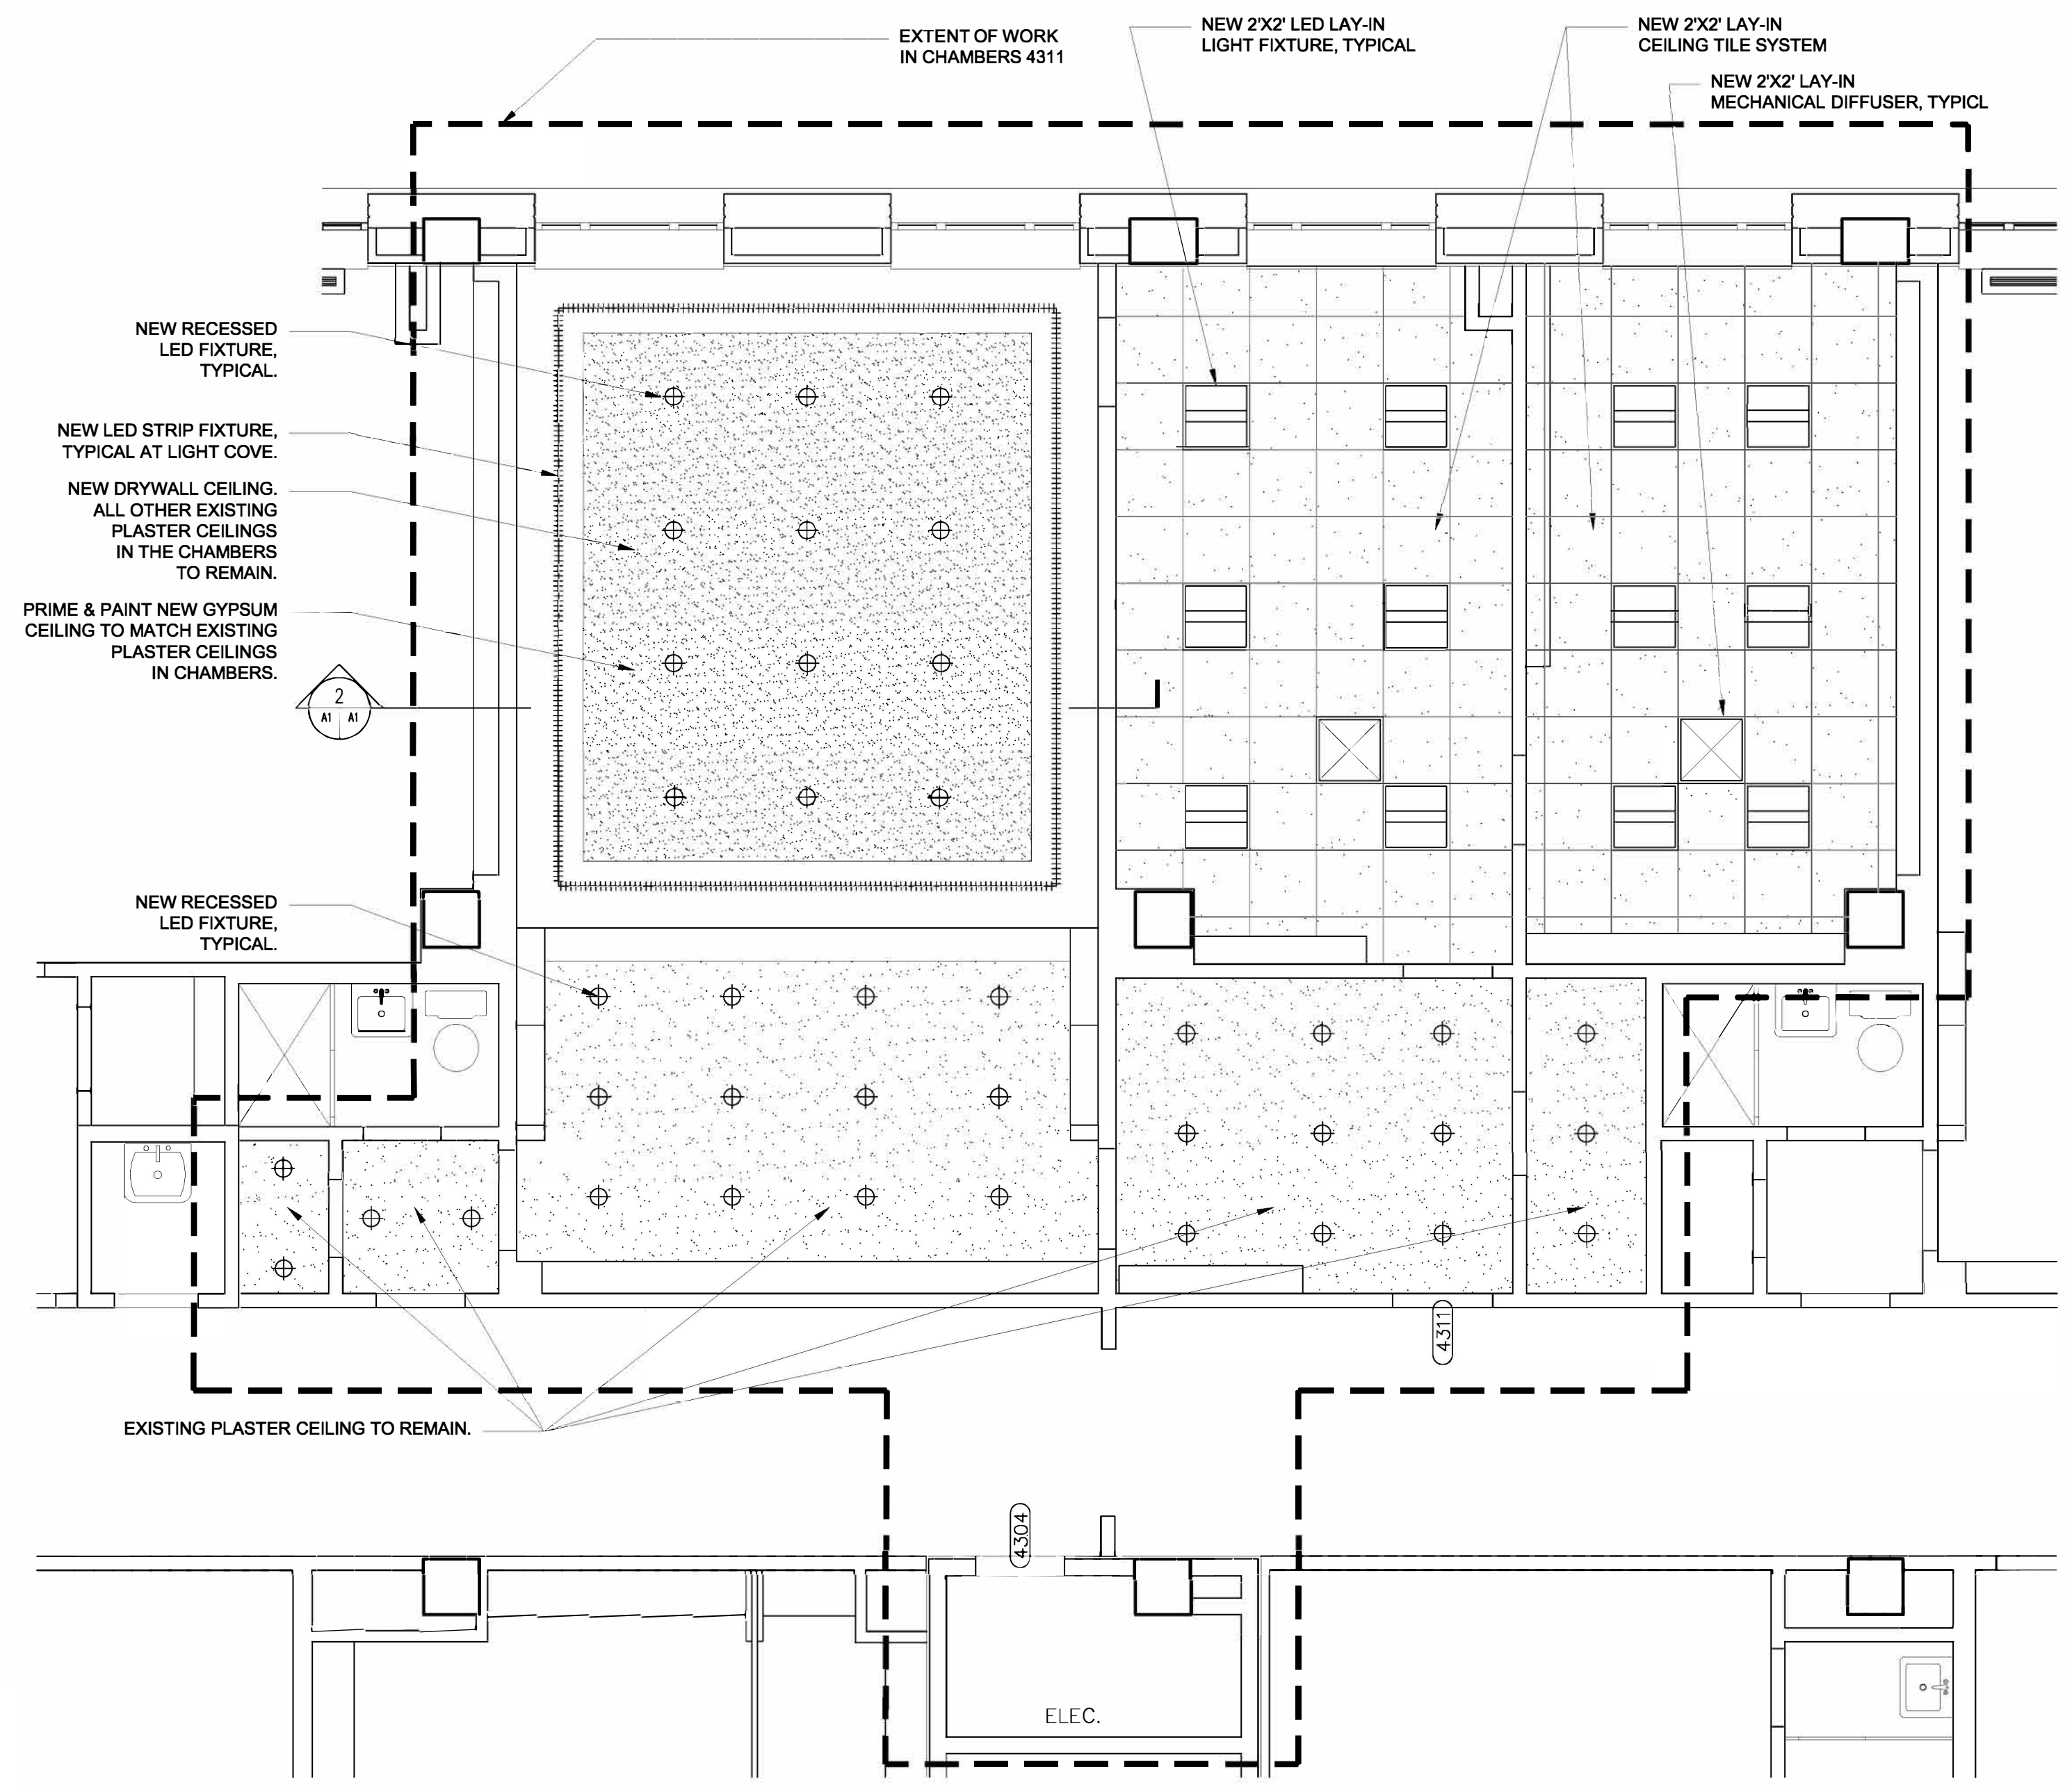 EXTENT OF WORK
IN CHAMBERS 4311
NEW 2'X2' LED LAY-IN
LIGHT FIXTURE, TYPICAL
NEW 2'X2' LAY-IN
CEILING TILE SYSTEM
NEW 2'X2' LAY-IN
MECHANICAL DIFFUSER, TYPICL
NEW RECESSED
LED FIXTURE,
TYPICAL.
NEW LED STRIP FIXTURE,
TYPICAL AT LIGHT COVE.
NEW DRYWALL CEILING.
ALL OTHER EXISTING
PLASTER CEILINGS
IN THE CHAMBERS
TO REMAIN.
PRIME & PAINT NEW GYPSUM
CEILING TO MATCH EXISTING
PLASTER CEILINGS
IN CHAMBERS.
2
A1 A1
NEW RECESSED
LED FIXTURE,
TYPICAL.
4311
EXISTING PLASTER CEILING TO REMAIN.
4304
ELEC.